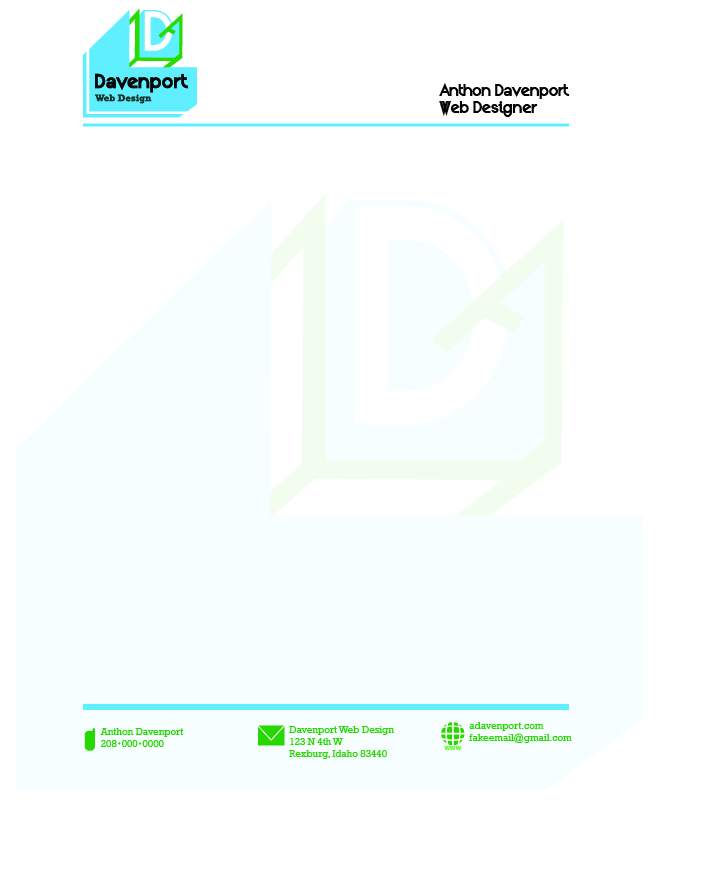 D
Davenport
Web Design
Anthon Davenport
Web Designer
Anthon Davenport
208•000•0000
Davenport Web Design
123 N 4th W
Rexburg, Idaho 83440
www
adavenport.com
fakeemail@gmail.com